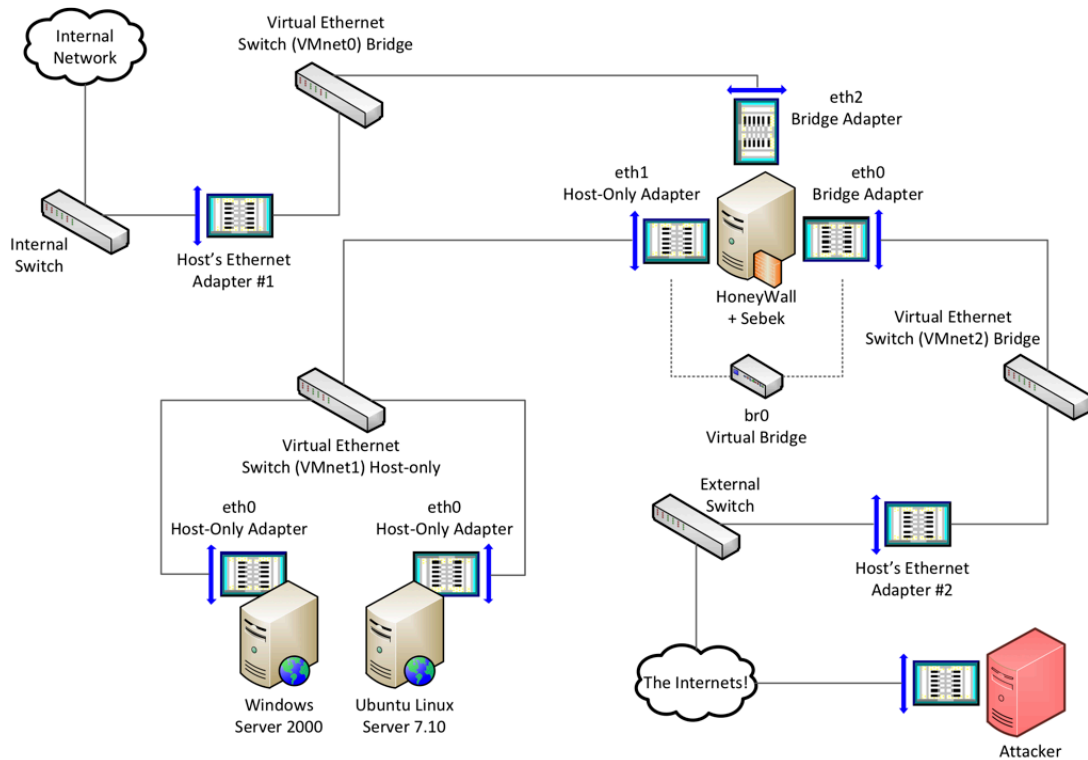 Internal
Network
Virtual Ethernet
Switch (VMnet0) Bridge
eth2
Bridge Adapter
eth1
Host-Only Adapter
eth0
Bridge Adapter
Internal
Switch
Host's Ethernet
Adapter #1
HoneyWall
+ Sebek
Virtual Ethernet
Switch (VMnet2) Bridge
br0
Virtual Bridge
Virtual Ethernet
Switch (VMnet1) Host-only
eth0
Host-Only Adapter
eth0
Host-Only Adapter
External
Switch
Host's Ethernet
Adapter #2
Windows
Server 2000
Ubuntu Linux
Server 7.10
The Internets!
Attacker